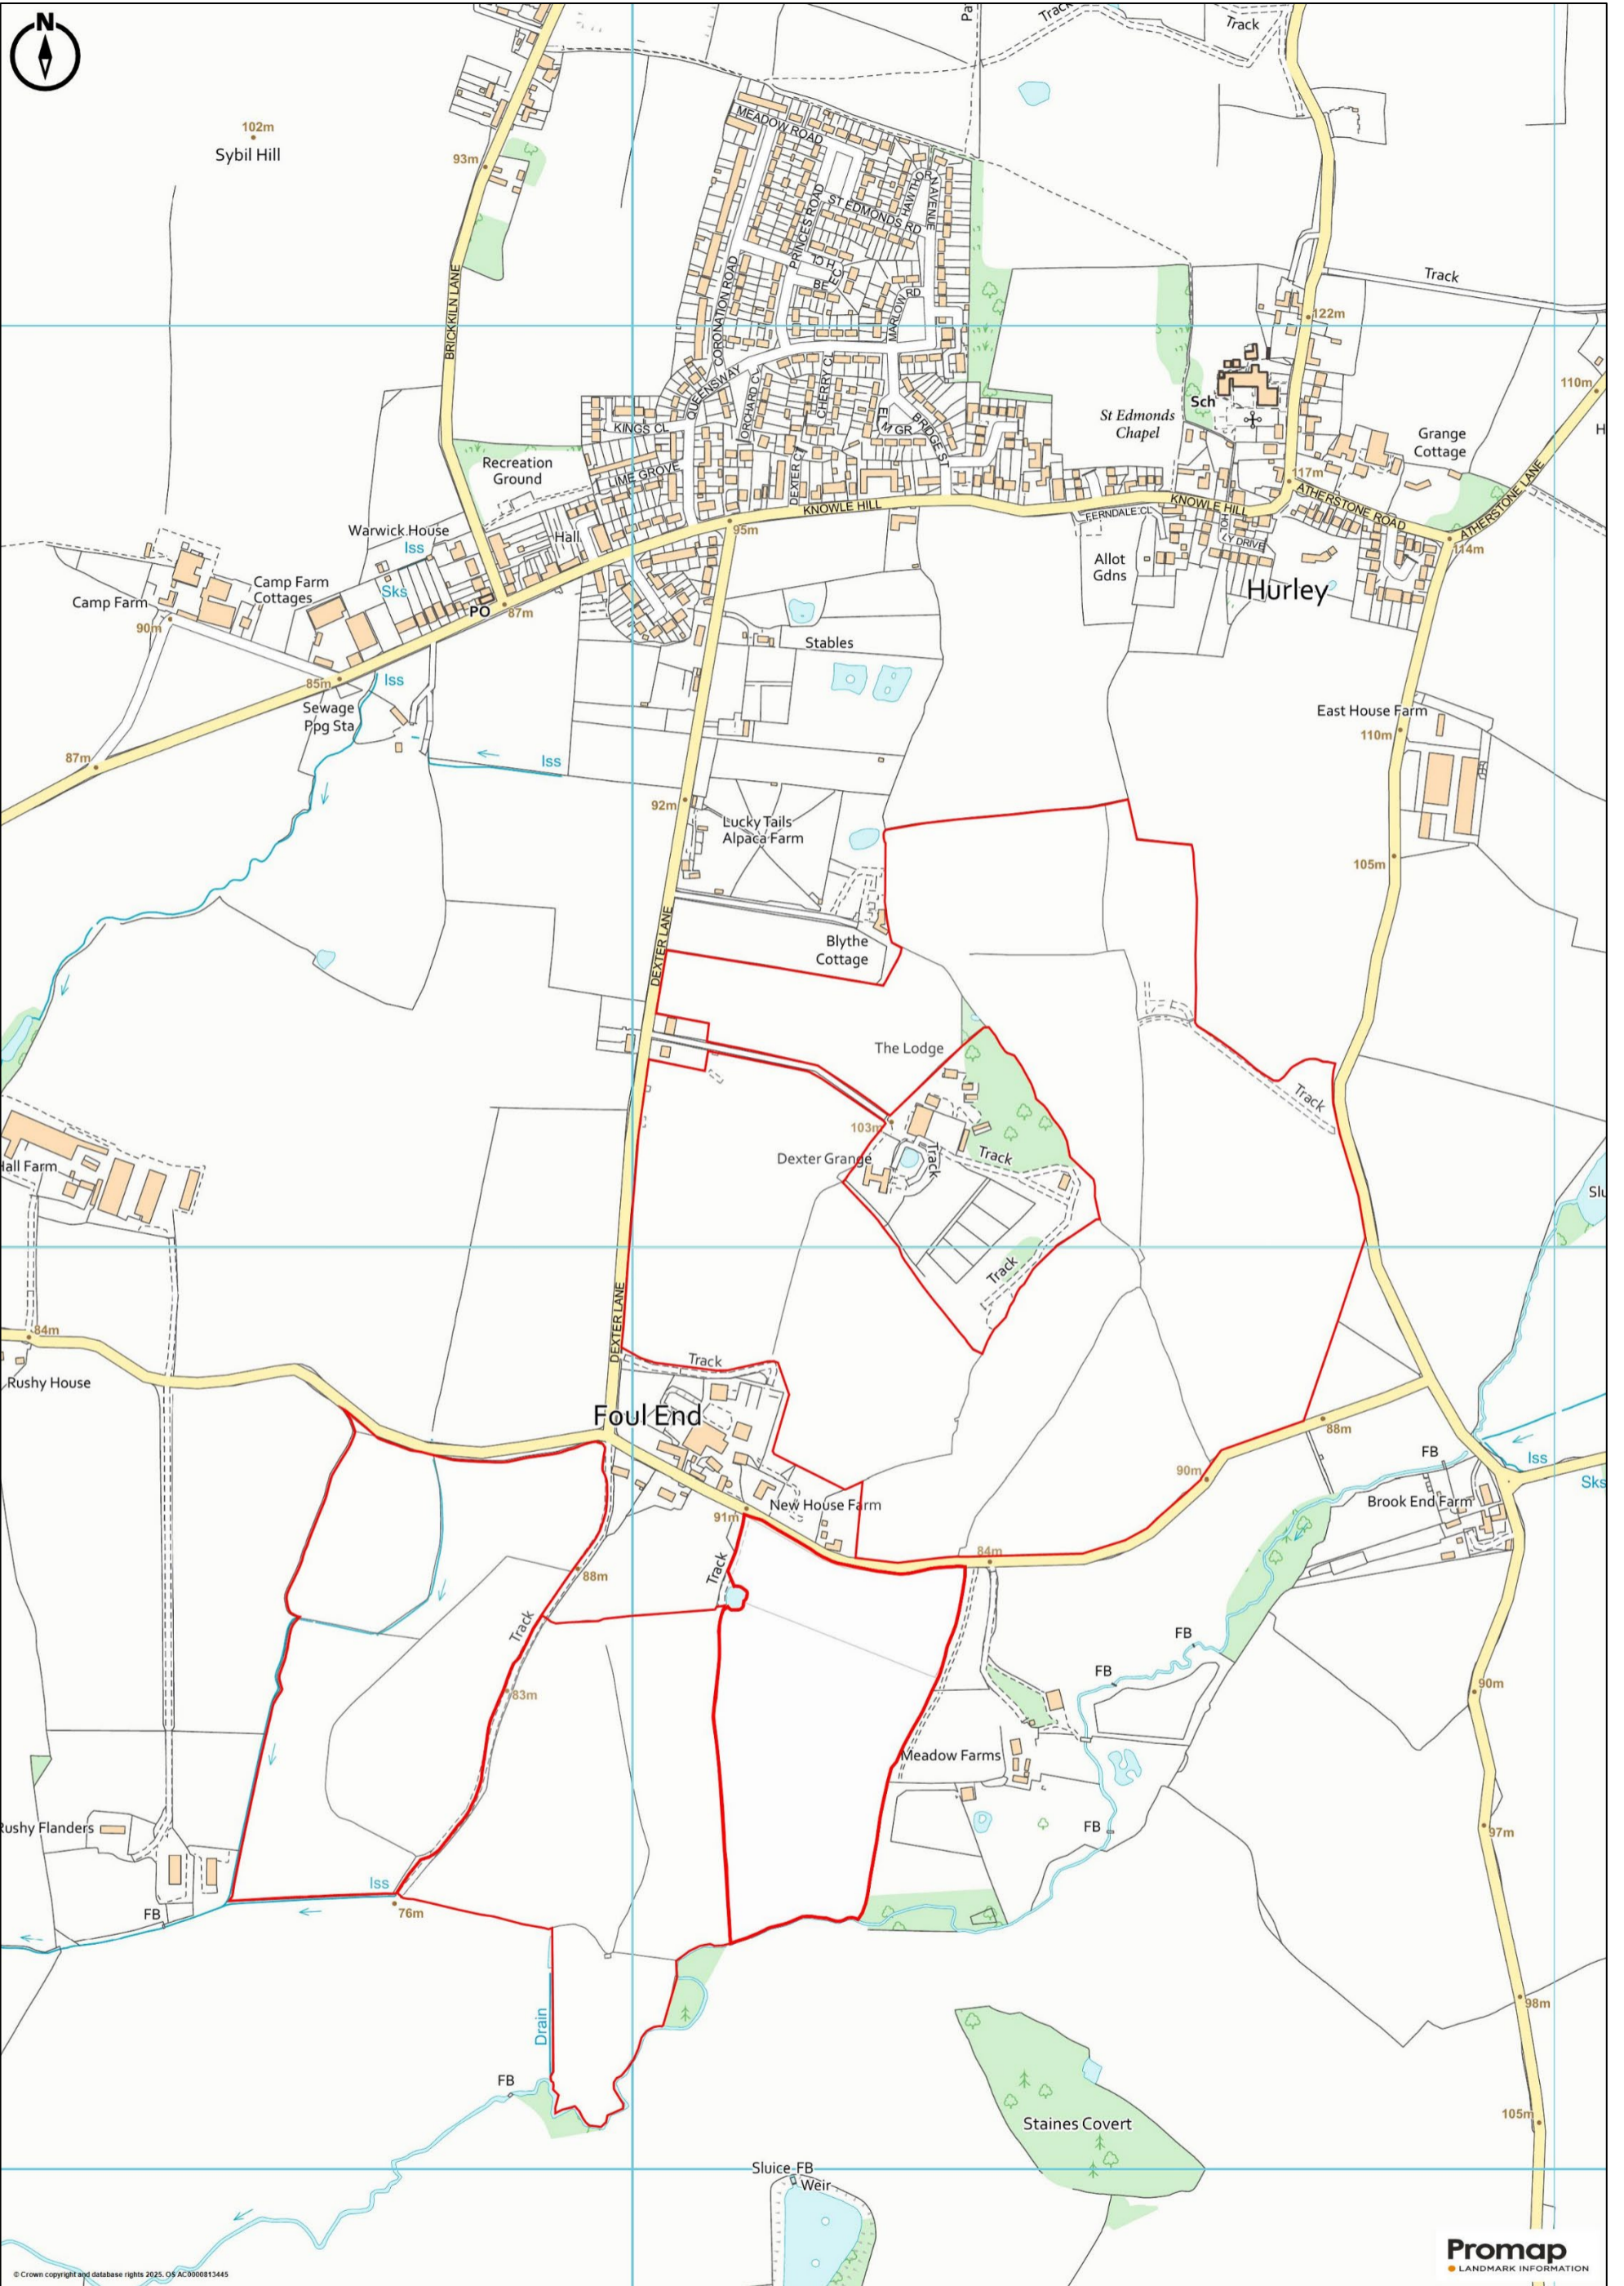 N
Track
Track
102m
Sybil Hill
93m
MEADOW ROAD
HAWTHORN AVENUE
ST EDMONDS RD
PRINCES ROAD
BRICKKILN LANE
CORONATION ROAD
MARLOW RD
Track
122m
QUEENSWAY
ORCHARD CL
CHERRY CL
ELM GR
BRIDGE ST
KINGS CL
Sch
St Edmonds
Chapel
110m
Grange
Cottage
Recreation
Ground
LIME GROVE
DEXTER CT
117m
ATHERSTONE ROAD
ATHERSTONE LANE
KNOWLE HILL
KNOWLE HILL
FERNDALE CL
114m
Warwick House
Iss
Hall
95m
Allot
Gdns
Hurley
Camp Farm
Cottages
Sks
Camp Farm
90m
PO
87m
Stables
85m
Iss
Sewage
Ppg Sta
East House Farm
110m
87m
Iss
92m
Lucky Tails
Alpaca Farm
105m
DEXTER LANE
Blythe
Cottage
The Lodge
Track
103m
Dexter Grange
Track
Track
Track
Hall Farm
84m
Rushy House
DEXTER LANE
Track
Foul End
88m
FB
Iss
Sks
90m
Brook End Farm
New House Farm
91m
84m
Track
88m
Track
FB
FB
83m
90m
Meadow Farms
FB
97m
Rushy Flanders
Iss
FB
76m
98m
Drain
FB
105m
Staines Covert
Sluice FB
Weir
Promap
LANDMARK INFORMATION
© Crown copyright and database rights 2025. OS AC0000813445